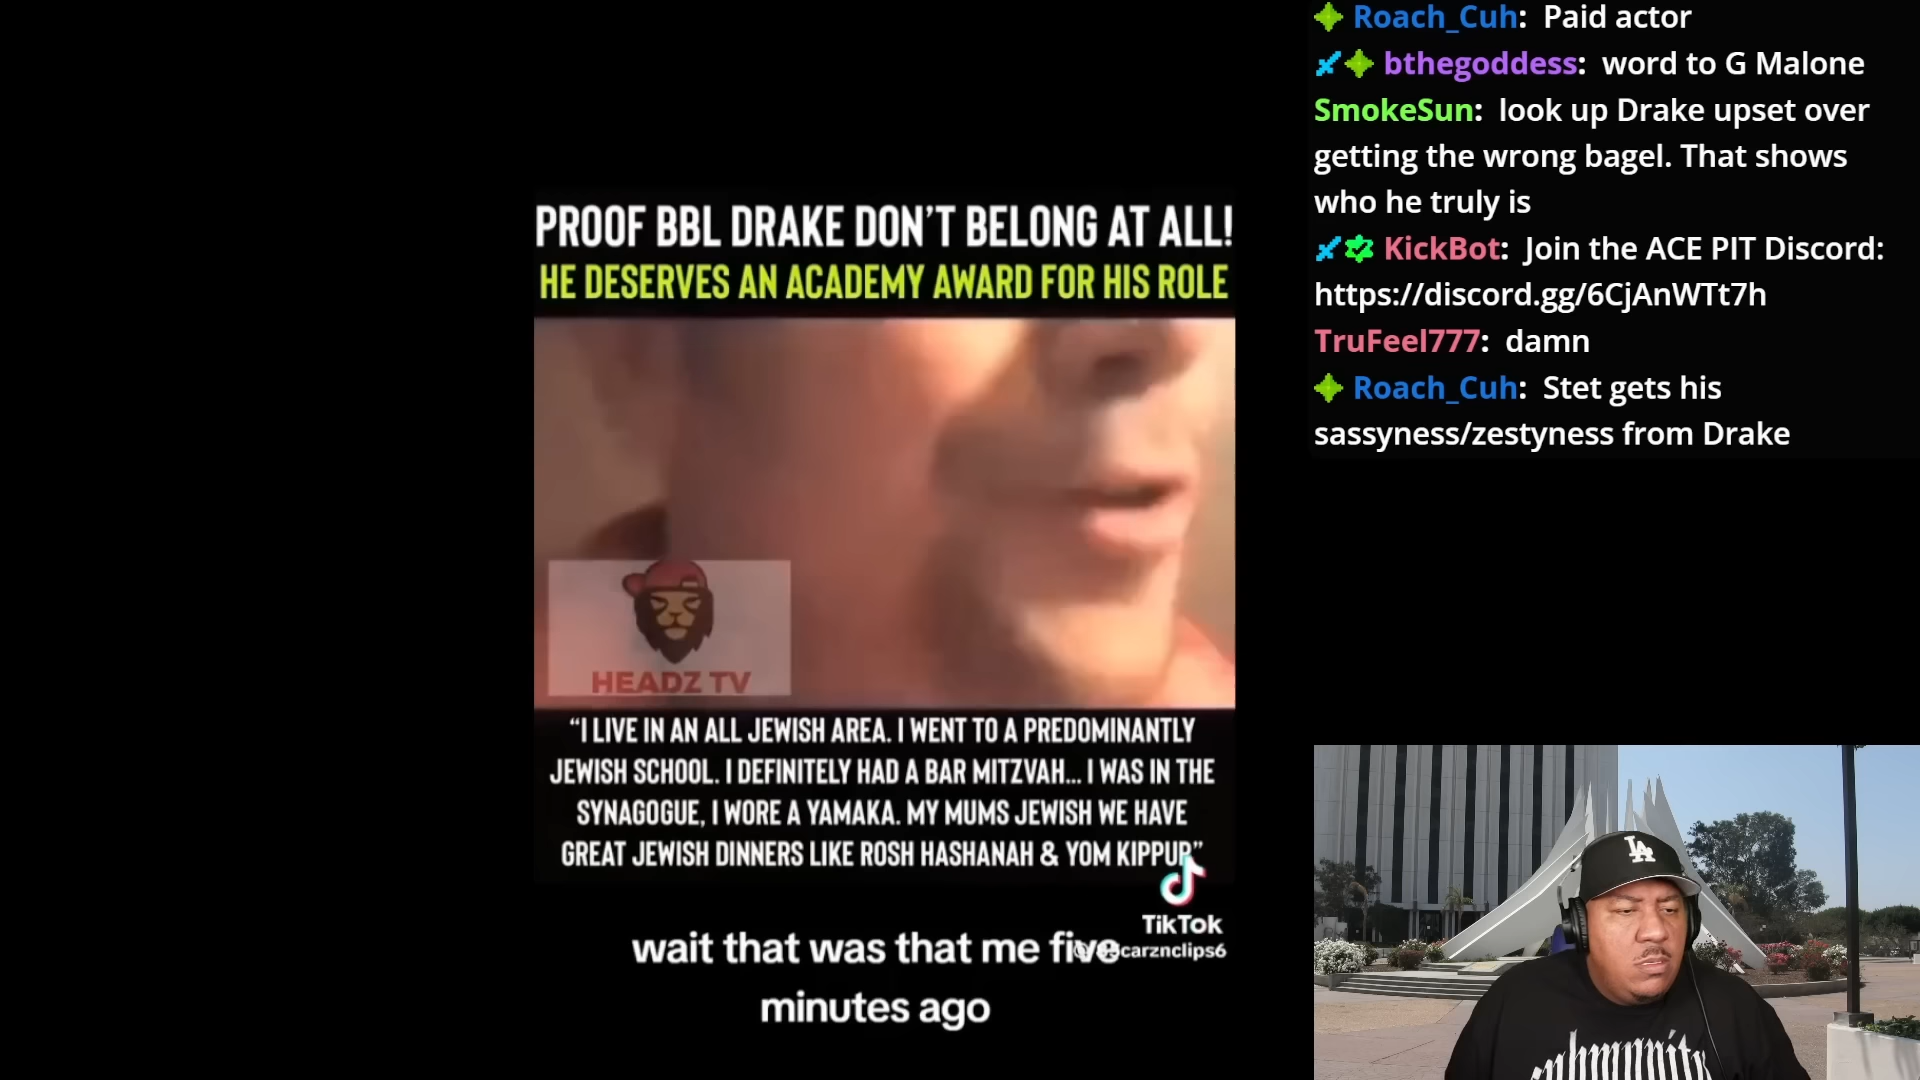 PROOF BBL DRAKE DON'T BELONG AT ALL!
HE DESERVES AN ACADEMY AWARD FOR HIS ROLE
HEADZ TV
“I LIVE IN AN ALL JEWISH AREA. I WENT TO A PREDOMINANTLY
JEWISH SCHOOL. I DEFINITELY HAD A BAR MITZVAH... I WAS IN THE
SYNAGOGUE, I WORE A YAMAKA. MY MUMS JEWISH WE HAVE
GREAT JEWISH DINNERS LIKE ROSH HASHANAH & YOM KIPPUR”
TikTok
wait that was that me five
minutes ago
Roach_Cuh: Paid actor
bthegoddess: word to G Malone
SmokeSun: look up Drake upset over
getting the wrong bagel. That shows
who he truly is
KickBot: Join the ACE PIT Discord:
https://discord.gg/6CjAnWTt7h
TruFeel777: damn
Roach_Cuh: Stet gets his
sassyness/zestyness from Drake
LA